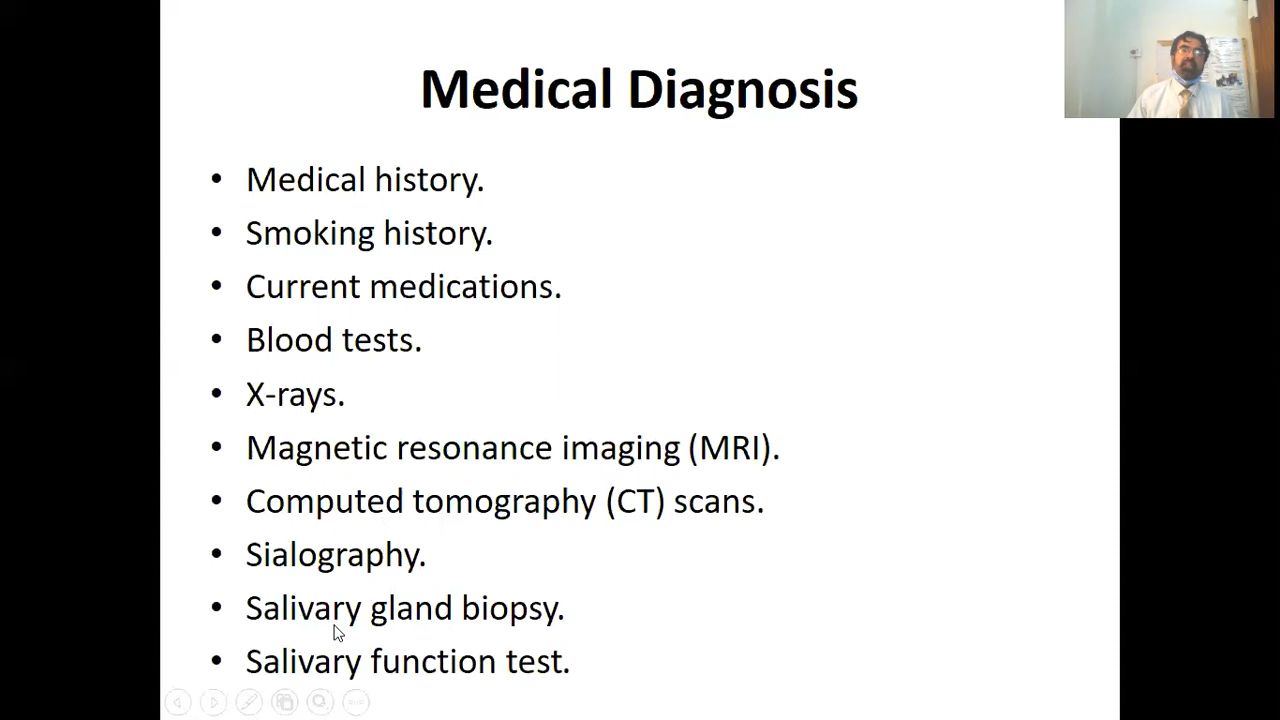 Medical Diagnosis
• Medical history.
• Smoking history.
• Current medications.
• Blood tests.
• X-rays.
• Magnetic resonance imaging (MRI).
• Computed tomography (CT) scans.
• Sialography.
• Salivary gland biopsy.
• Salivary function test.